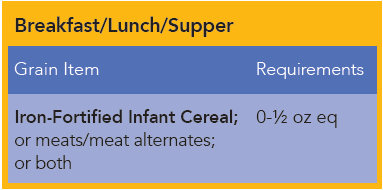 Breakfast/Lunch/Supper
Grain Item Requirements
Iron-Fortified Infant Cereal; 0-½ oz eq
or meats/meat alternates;
or both